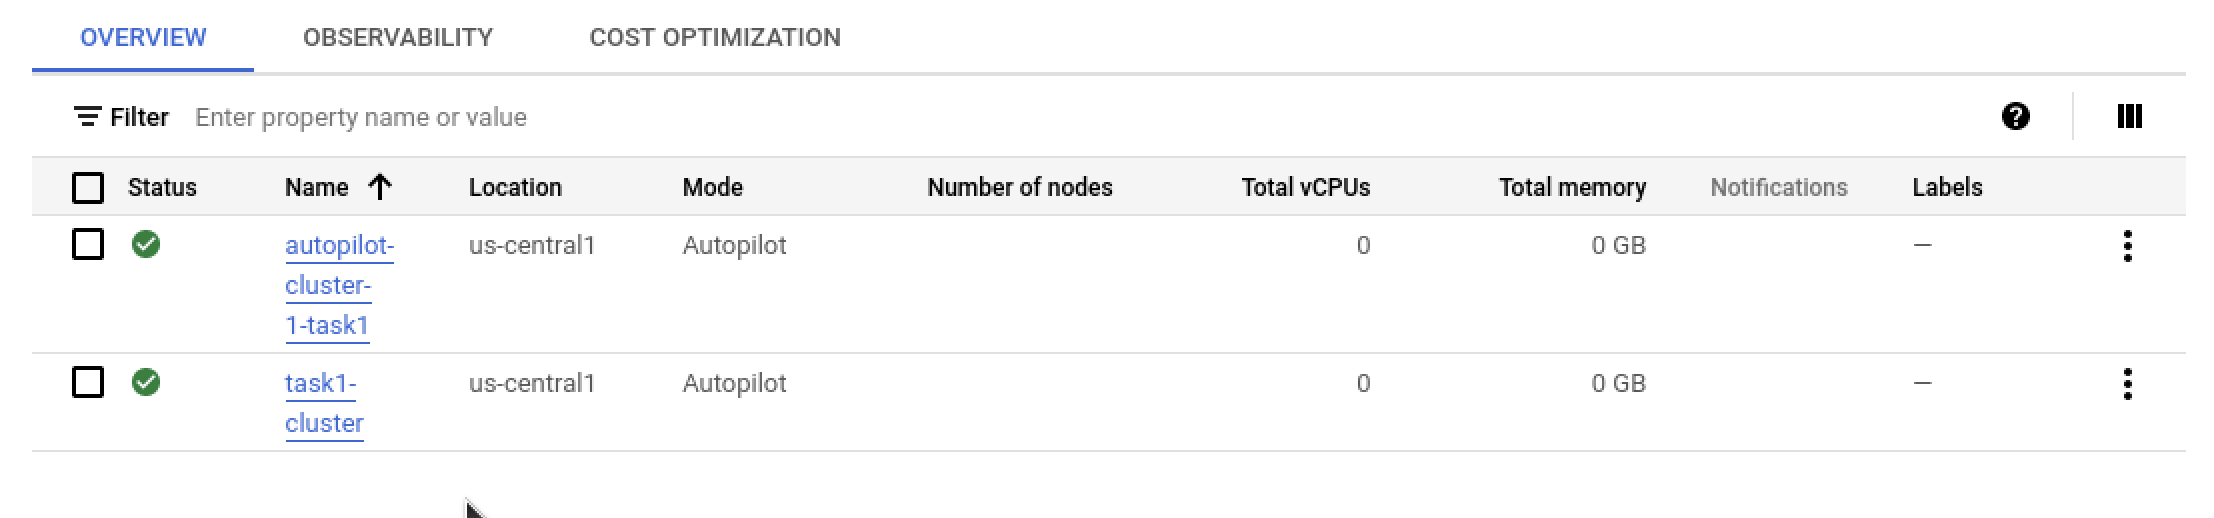 OVERVIEW OBSERVABILITY COST OPTIMIZATION
Filter Enter property name or value
Status Name Location Mode Number of nodes Total vCPUs Total memory Notifications Labels
autopilot- us-central1 Autopilot 0 0 GB —
cluster-
1-task1
task1- us-central1 Autopilot 0 0 GB —
cluster